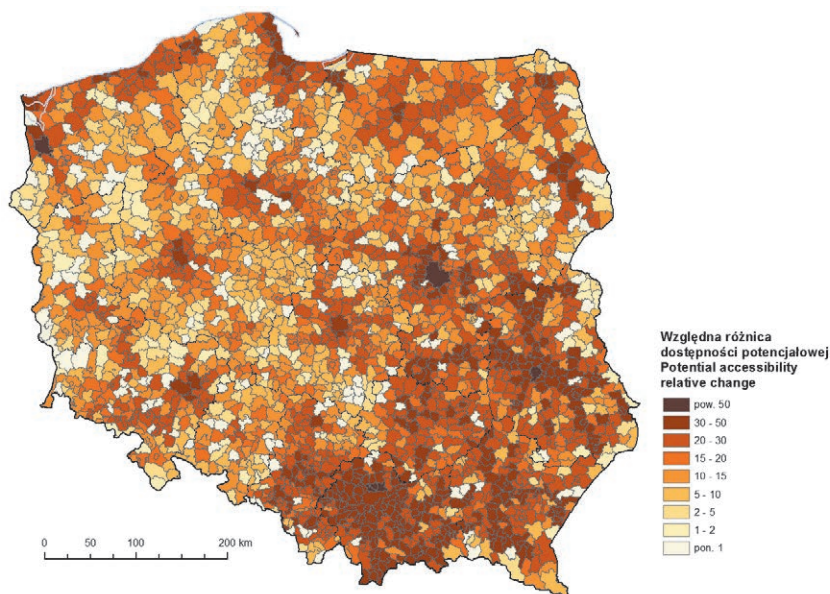 Względna różnica
dostępności potencjałowej
Potential accessibility
relative change
pow. 50
30 - 50
20 - 30
15 - 20
10 - 15
5 - 10
2 - 5
1 - 2
pon. 1
0 50 100 200 km